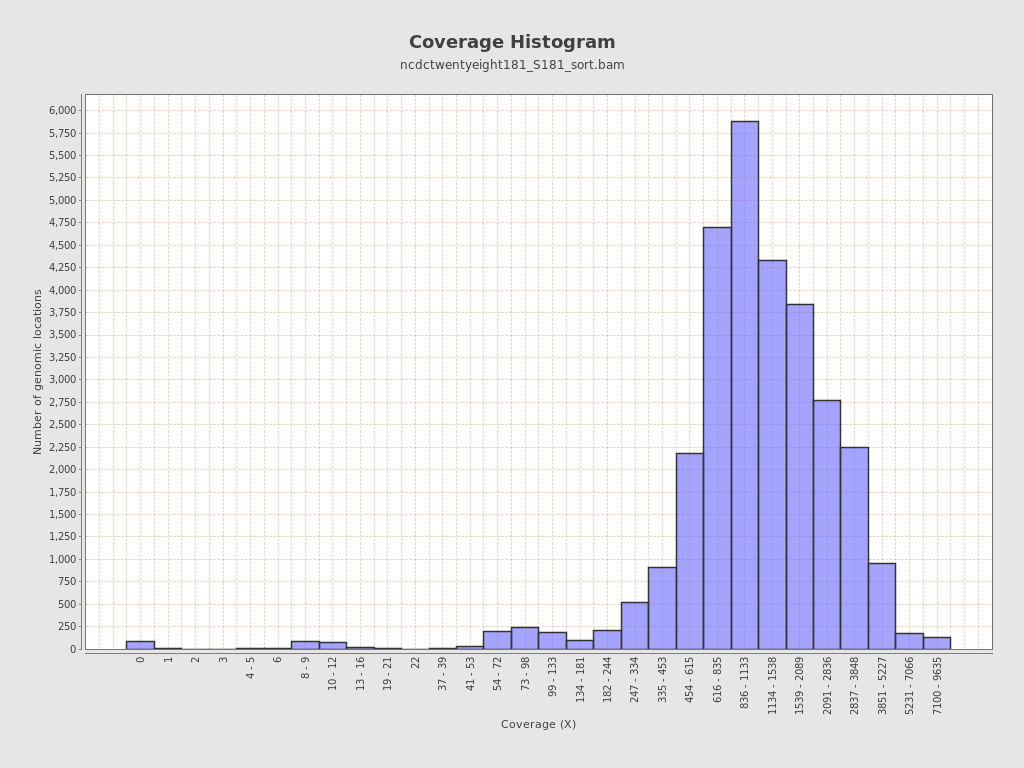 Coverage Histogram
ncdctwentyeight181_S181_sort.bam
Number of genomic locations
6,000
5,750
5,500
5,250
5,000
4,750
4,500
4,250
4,000
3,750
3,500
3,250
3,000
2,750
2,500
2,250
2,000
1,750
1,500
1,250
1,000
750
500
250
0
0
1
2
3
4 - 5
6
8 - 9
10 - 12
13 - 16
19 - 21
22
37 - 39
41 - 53
54 - 72
73 - 98
99 - 133
134 - 181
182 - 244
247 - 334
335 - 453
454 - 615
616 - 835
836 - 1133
1134 - 1538
1539 - 2089
2091 - 2836
2837 - 3848
3851 - 5227
5231 - 7066
7100 - 9635
Coverage (X)